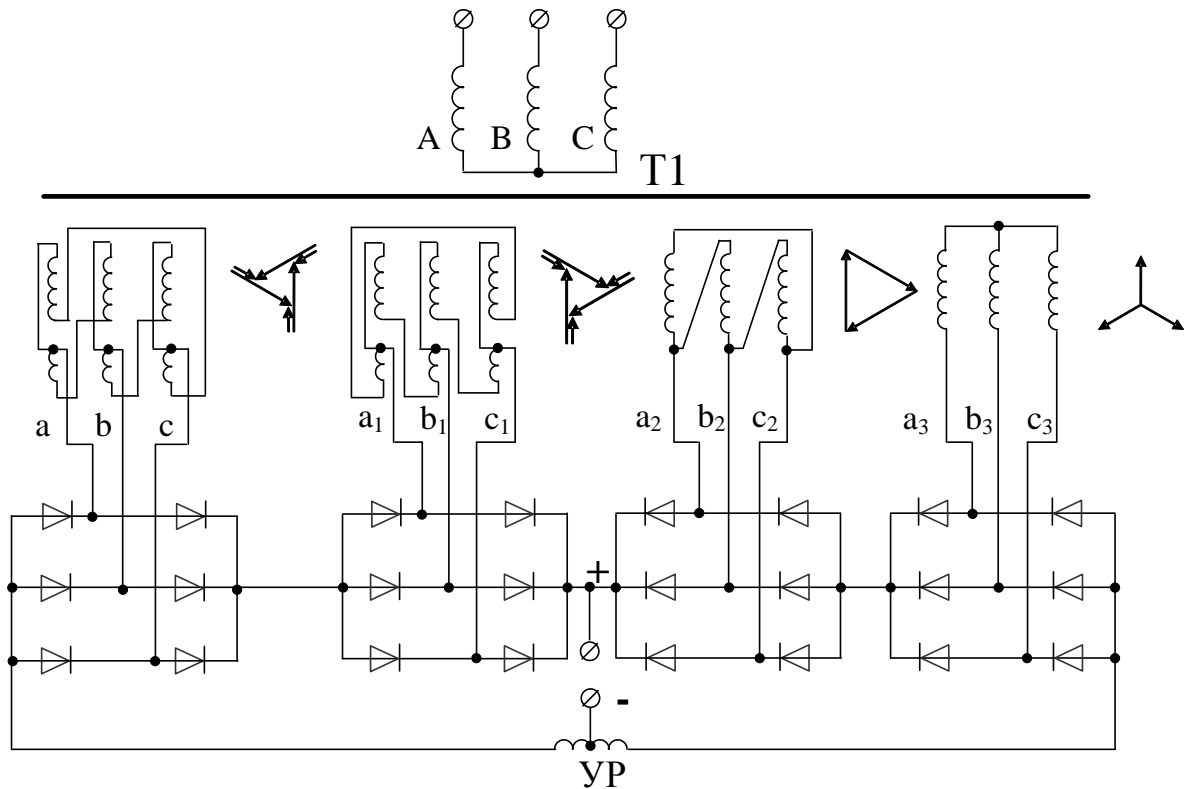 A B C
T1
a b c
a₁ b₁ c₁
a₂ b₂ c₂
a₃ b₃ c₃
+
-
УР